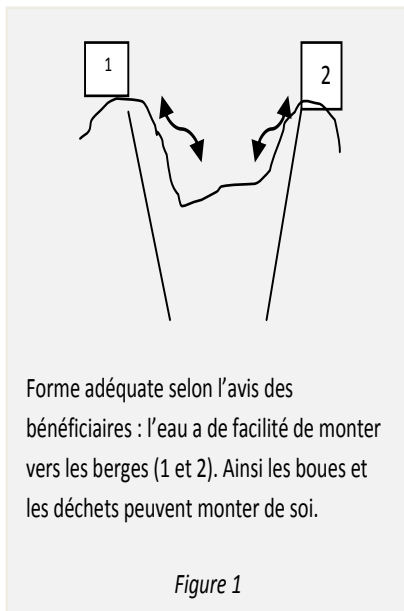 1
2
Forme adéquate selon l’avis des
bénéficiaires : l’eau a de facilité de monter
vers les berges (1 et 2). Ainsi les boues et
les déchets peuvent monter de soi.
Figure 1